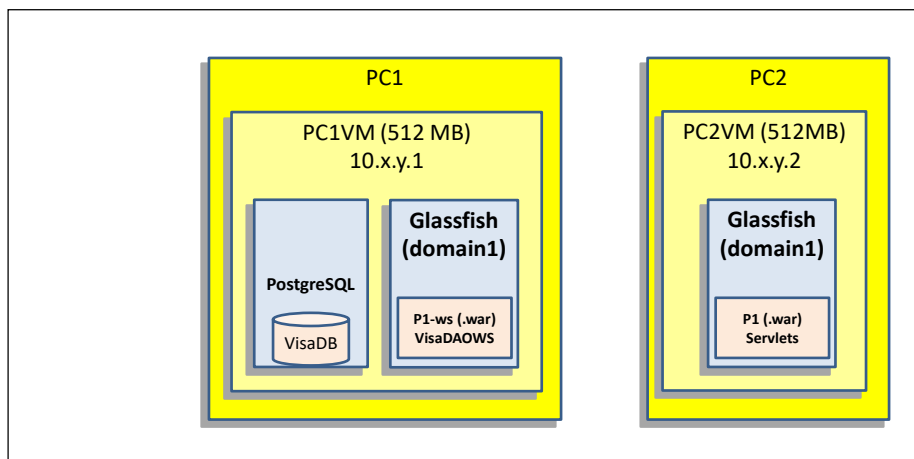 PC1
PC1VM (512 MB)
10.x.y.1
PostgreSQL
VisaDB
Glassfish
(domain1)
P1-ws (.war)
VisaDAOWS
PC2
PC2VM (512MB)
10.x.y.2
Glassfish
(domain1)
P1 (.war)
Servlets